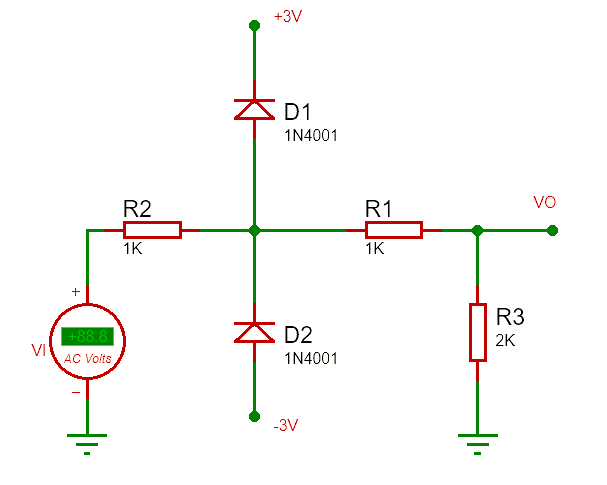 +3V
D1
1N4001
R2
1K
R1
1K
VO
+
+88.8
VI
AC Volts
−
D2
1N4001
R3
2K
-3V